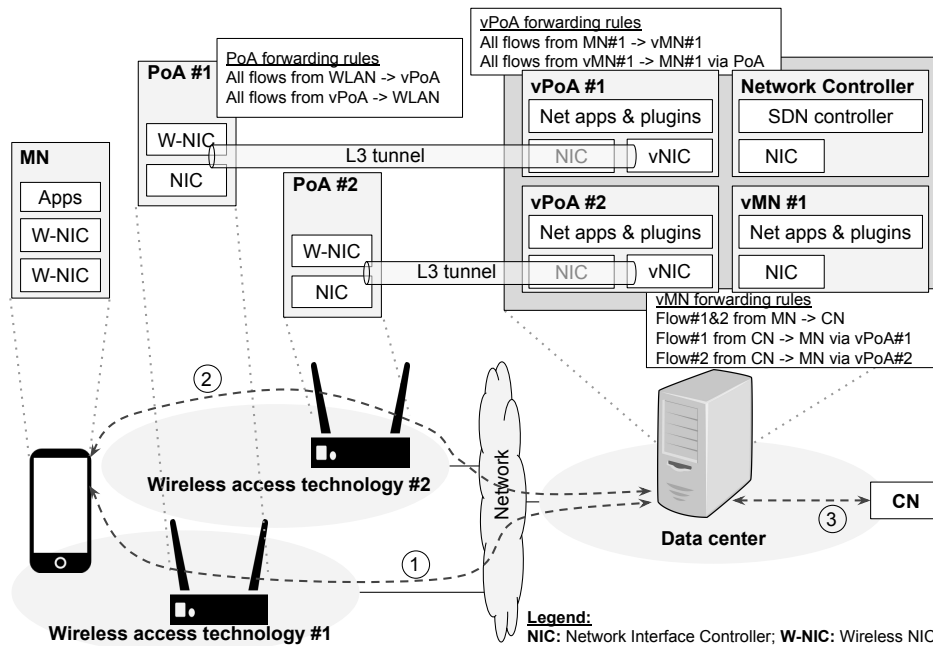 vPoA forwarding rules
All flows from MN#1 -> vMN#1
All flows from vMN#1 -> MN#1 via PoA
PoA forwarding rules
All flows from WLAN -> vPoA
All flows from vPoA -> WLAN
PoA #1
W-NIC
NIC
MN
Apps
W-NIC
W-NIC
L3 tunnel
PoA #2
W-NIC
NIC
L3 tunnel
vPoA #1
Net apps & plugins
NIC
vNIC
Network Controller
SDN controller
NIC
vPoA #2
Net apps & plugins
NIC
vNIC
vMN #1
Net apps & plugins
NIC
vMN forwarding rules
Flow#1&2 from MN -> CN
Flow#1 from CN -> MN via vPoA#1
Flow#2 from CN -> MN via vPoA#2
2
Wireless access technology #2
Network
1
Wireless access technology #1
Data center
3
CN
Legend:
NIC: Network Interface Controller; W-NIC: Wireless NIC